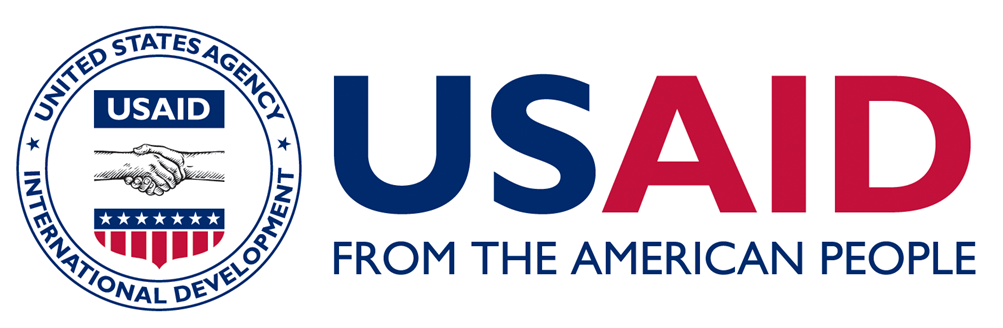 UNITED STATES AGENCY
USAID
INTERNATIONAL DEVELOPMENT
USAID
FROM THE AMERICAN PEOPLE